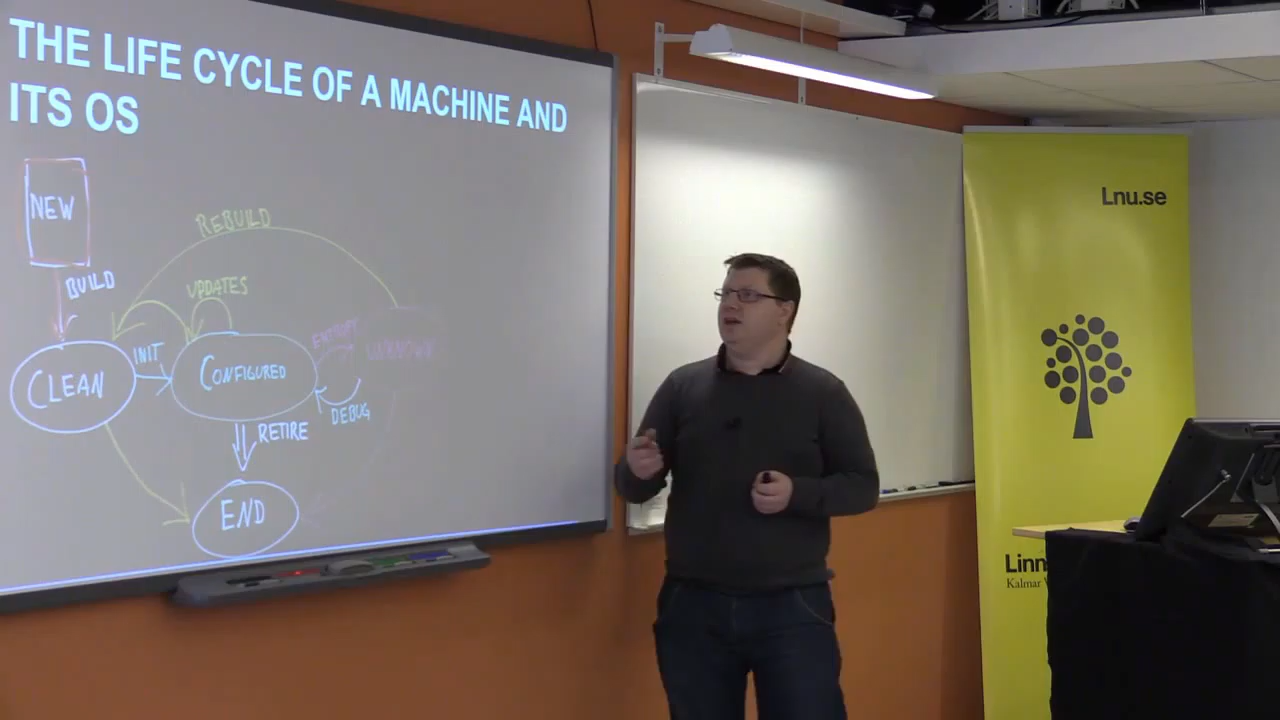 THE LIFE CYCLE OF A MACHINE AND
ITS OS
NEW
BUILD
REBUILD
UPDATES
INIT
CLEAN
CONFIGURED
ENTROPY
UNKNOWN
DEBUG
RETIRE
END
Lnu.se
Linn
Kalmar